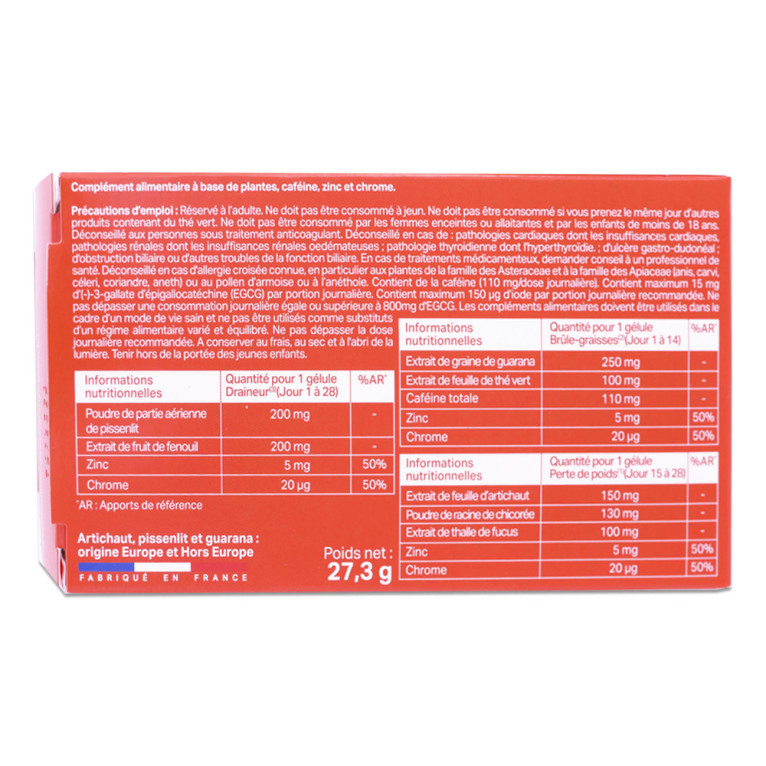 Complément alimentaire à base de plantes, caféine, zinc et chrome.
Précautions d'emploi : Réservé à l'adulte. Ne doit pas être consommé à jeun. Ne doit pas être consommé si vous prenez le même jour d'autres
produits contenant du thé vert. Ne doit pas être consommé par les femmes enceintes ou allaitantes et par les enfants de moins de 18 ans.
Déconseillé aux personnes sous traitement anticoagulant. Déconseillé en cas de : pathologies cardiaques dont les insuffisances cardiaques,
pathologies rénales dont les insuffisances rénales oedémateuses ; pathologie thyroidienne dont l'hyperthyroïdie. ; d'ulcère gastro-dudonéal ;
d'obstruction biliaire ou d'autres troubles de la fonction biliaire. En cas de traitements médicamenteux, demander conseil à un professionnel de
santé. Déconseillé en cas d'allergie croisée connue, en particulier aux plantes de la famille des Asteraceae et à la famille des Apiaceae (anis, carvi,
céleri, coriandre, aneth) ou au pollen d'armoise ou à l'anéthole. Contient de la caféine (110 mg/dose journalière). Contient maximum 15 mg
d'(-)-3-gallate d'épigallocatéchine (EGCG) par portion journalière. Contient maximum 150 µg d'iode par portion journalière recommandée. Ne
pas dépasser une consommation journalière égale ou supérieure à 800mg d'EGCG. Les compléments alimentaires doivent être utilisés dans le
cadre d'un mode de vie sain et ne pas être utilisés comme substituts
d'un régime alimentaire varié et équilibré. Ne pas dépasser la dose
journalière recommandée. A conserver au frais, au sec et à l'abri de la
lumière. Tenir hors de la portée des jeunes enfants.
Informations nutritionnelles Quantité pour 1 gélule Draineur(3)(Jour 1 à 28) %AR*
Poudre de partie aérienne de pissenlit 200 mg -
Extrait de fruit de fenouil 200 mg -
Zinc 5 mg 50%
Chrome 20 µg 50%
*AR : Apports de référence
Artichaut, pissenlit et guarana :
origine Europe et Hors Europe
FABRIQUÉ EN FRANCE
Poids net :
27,3 g
Informations nutritionnelles Quantité pour 1 gélule Brûle-graisses(2)(Jour 1 à 14) %AR*
Extrait de graine de guarana 250 mg -
Extrait de feuille de thé vert 100 mg -
Caféine totale 110 mg -
Zinc 5 mg 50%
Chrome 20 µg 50%
Informations nutritionnelles Quantité pour 1 gélule Perte de poids(1)(Jour 15 à 28) %AR*
Extrait de feuille d'artichaut 150 mg -
Poudre de racine de chicorée 130 mg -
Extrait de thalle de fucus 100 mg -
Zinc 5 mg 50%
Chrome 20 µg 50%